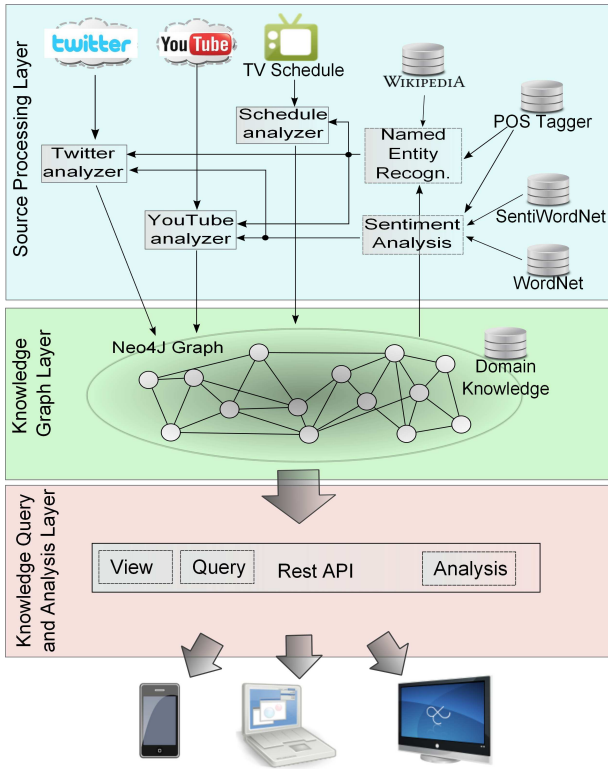 Source Processing Layer
twitter
You Tube
TV Schedule
WIKIPEDIA
POS Tagger
Schedule
analyzer
Named
Entity
Recogn.
Twitter
analyzer
YouTube
analyzer
Sentiment
Analysis
SentiWordNet
WordNet
Knowledge
Graph Layer
Neo4J Graph
Domain
Knowledge
Knowledge Query
and Analysis Layer
View
Query
Rest API
Analysis